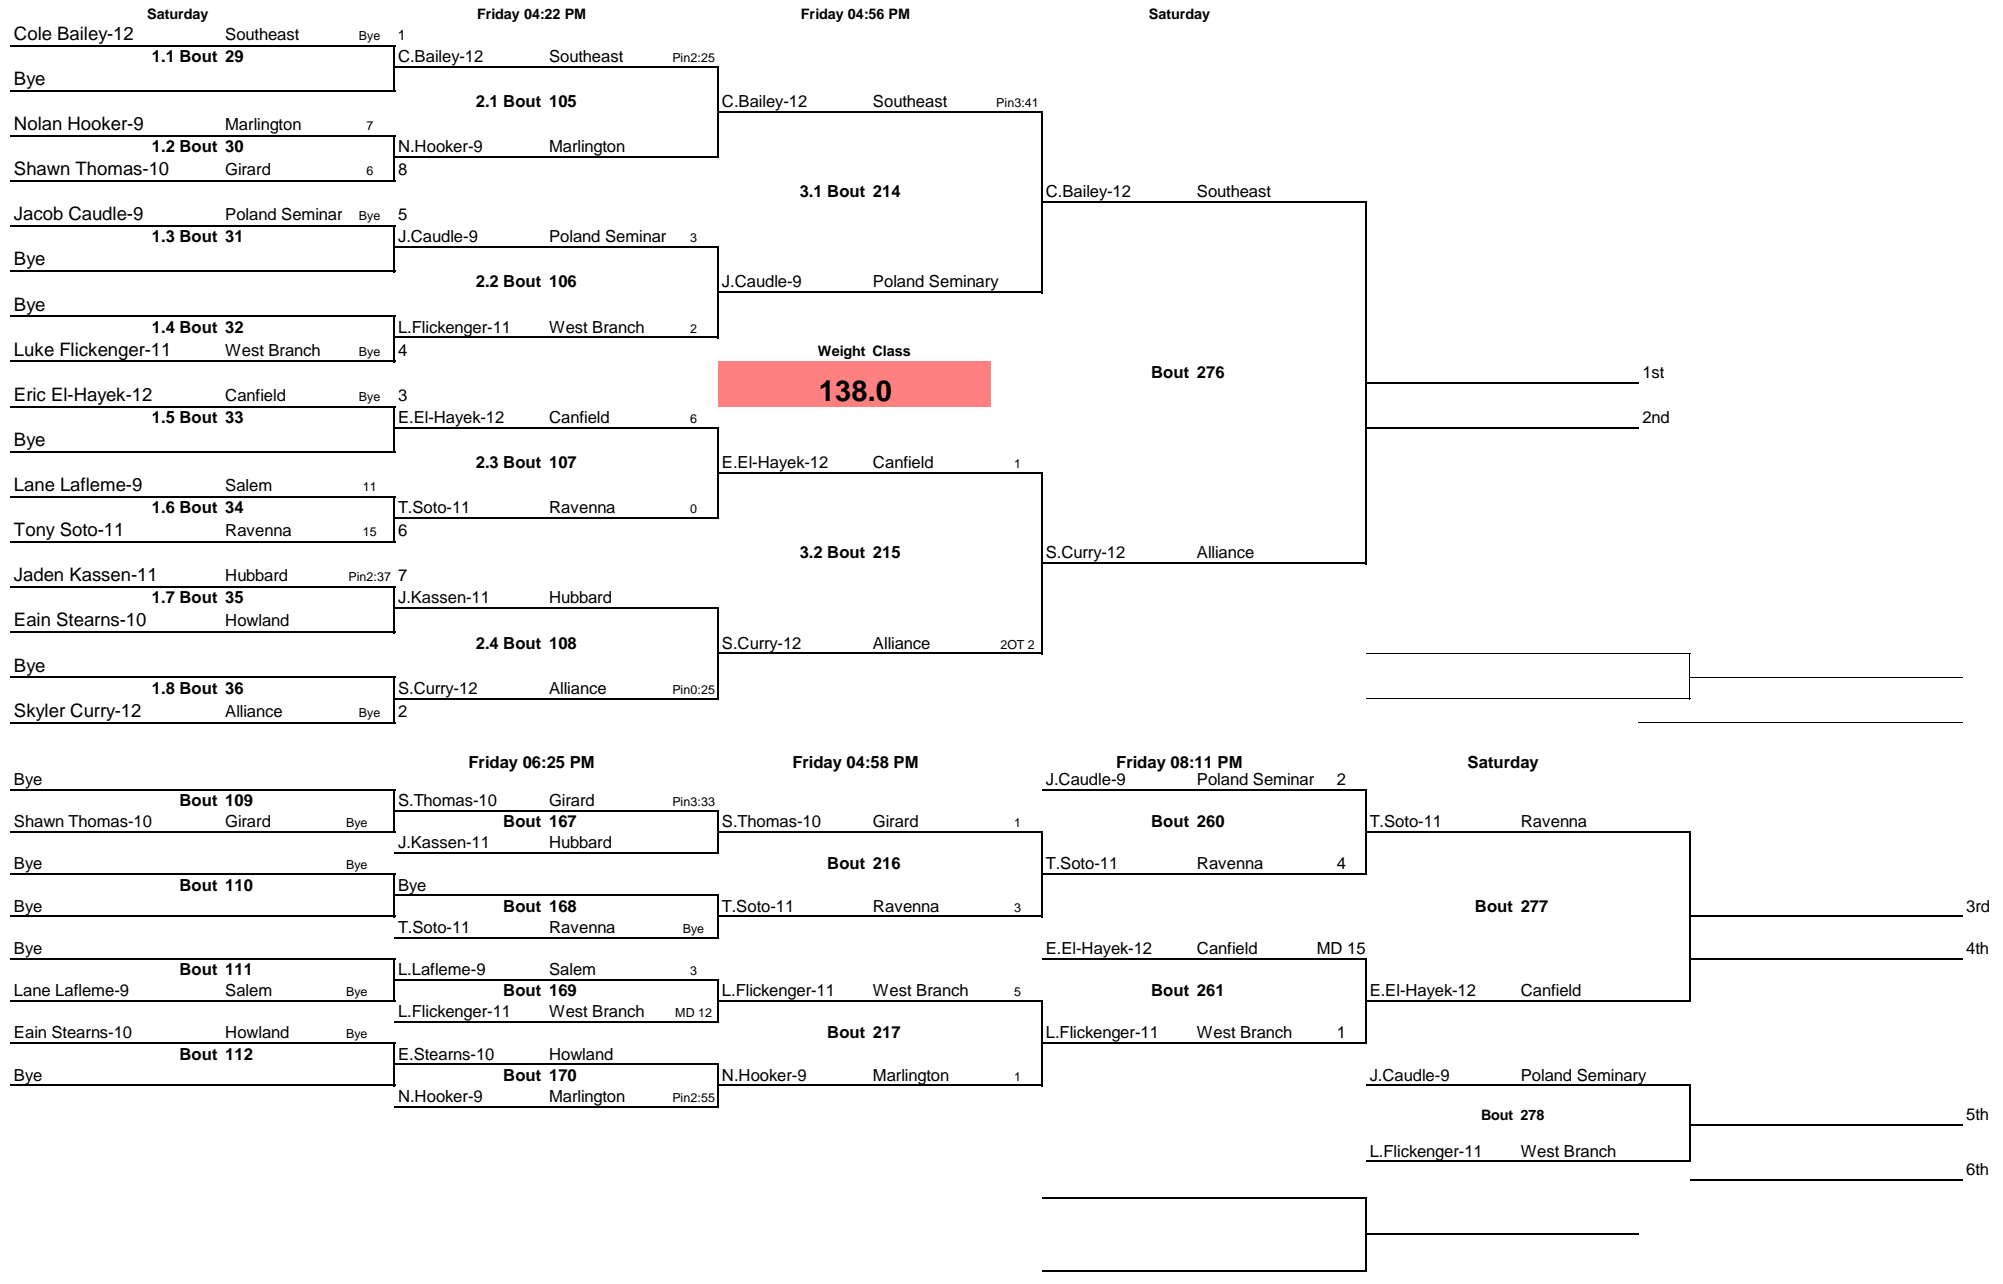 Saturday Friday 04:22 PM Friday 04:56 PM Saturday
Cole Bailey-12 Southeast Bye 1
1.1 Bout 29 C.Bailey-12 Southeast Pin2:25
Bye
2.1 Bout 105 C.Bailey-12 Southeast Pin3:41
Nolan Hooker-9 Marlington 7
1.2 Bout 30 N.Hooker-9 Marlington
Shawn Thomas-10 Girard 6 8
3.1 Bout 214 C.Bailey-12 Southeast
Jacob Caudle-9 Poland Seminar Bye 5
1.3 Bout 31 J.Caudle-9 Poland Seminar 3
Bye
2.2 Bout 106 J.Caudle-9 Poland Seminary
Bye
1.4 Bout 32 L.Flickenger-11 West Branch 2
Luke Flickenger-11 West Branch Bye 4 Weight Class
Bout 276 1st
138.0
Eric El-Hayek-12 Canfield Bye 3
1.5 Bout 33 E.El-Hayek-12 Canfield 6 2nd
Bye
2.3 Bout 107 E.El-Hayek-12 Canfield 1
Lane Lafleme-9 Salem 11
1.6 Bout 34 T.Soto-11 Ravenna 0
Tony Soto-11 Ravenna 15 6
3.2 Bout 215 S.Curry-12 Alliance
Jaden Kassen-11 Hubbard Pin2:37 7
1.7 Bout 35 J.Kassen-11 Hubbard
Eain Stearns-10 Howland
2.4 Bout 108 S.Curry-12 Alliance 2OT 2
Bye
1.8 Bout 36 S.Curry-12 Alliance Pin0:25
Skyler Curry-12 Alliance Bye 2
Friday 06:25 PM Friday 04:58 PM Friday 08:11 PM Saturday
Bye J.Caudle-9 Poland Seminar 2
Bout 109 S.Thomas-10 Girard Pin3:33
Shawn Thomas-10 Girard Bye Bout 167 S.Thomas-10 Girard 1 Bout 260 T.Soto-11 Ravenna
J.Kassen-11 Hubbard
Bye Bye Bout 216 T.Soto-11 Ravenna 4
Bout 110 Bye
Bye Bout 168 T.Soto-11 Ravenna 3 Bout 277 3rd
T.Soto-11 Ravenna Bye
Bye E.El-Hayek-12 Canfield MD 15 4th
Bout 111 L.Lafleme-9 Salem 3
Lane Lafleme-9 Salem Bye Bout 169 L.Flickenger-11 West Branch 5 Bout 261 E.El-Hayek-12 Canfield
L.Flickenger-11 West Branch MD 12
Eain Stearns-10 Howland Bye Bout 217 L.Flickenger-11 West Branch 1
Bout 112 E.Stearns-10 Howland
Bye Bout 170 N.Hooker-9 Marlington 1 J.Caudle-9 Poland Seminary
N.Hooker-9 Marlington Pin2:55
Bout 278 5th
L.Flickenger-11 West Branch
6th